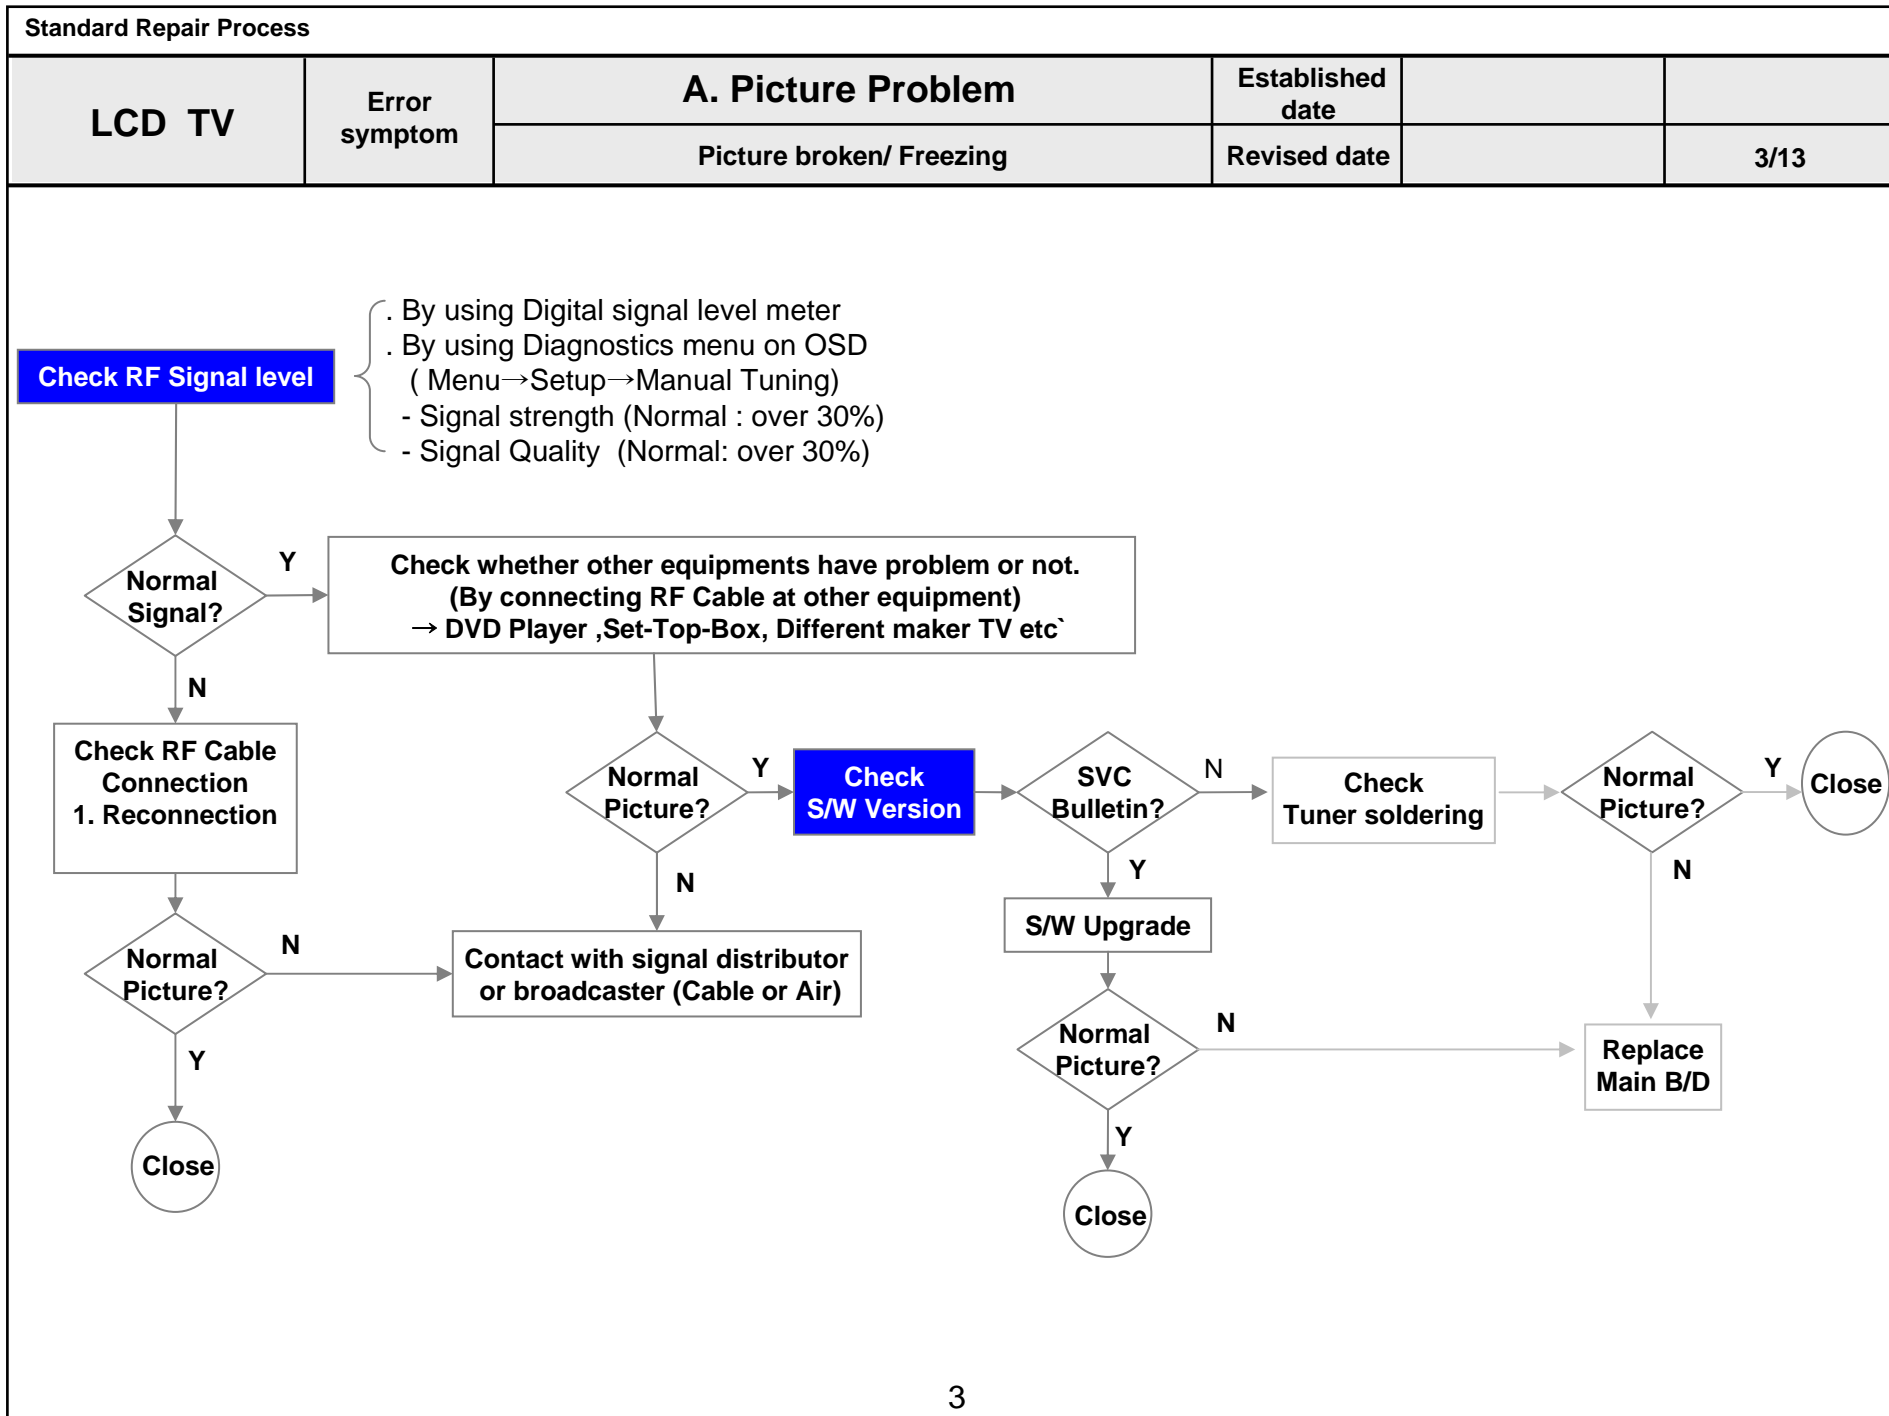 Standard Repair Process
LCD TV
Error
symptom
A. Picture Problem
Established
date
Picture broken/ Freezing
Revised date
3/13
. By using Digital signal level meter
. By using Diagnostics menu on OSD
( Menu→Setup→Manual Tuning)
- Signal strength (Normal : over 30%)
- Signal Quality (Normal: over 30%)
Check RF Signal level
Normal
Signal?
Y
Check whether other equipments have problem or not.
(By connecting RF Cable at other equipment)
→ DVD Player ,Set-Top-Box, Different maker TV etc`
N
Check RF Cable
Connection
1. Reconnection
Normal
Picture?
Y
Check
S/W Version
SVC
Bulletin?
N
Check
Tuner soldering
Normal
Picture?
Y
Close
N
Y
N
S/W Upgrade
Normal
Picture?
N
Contact with signal distributor
or broadcaster (Cable or Air)
Normal
Picture?
N
Replace
Main B/D
Y
Close
Y
Close
3